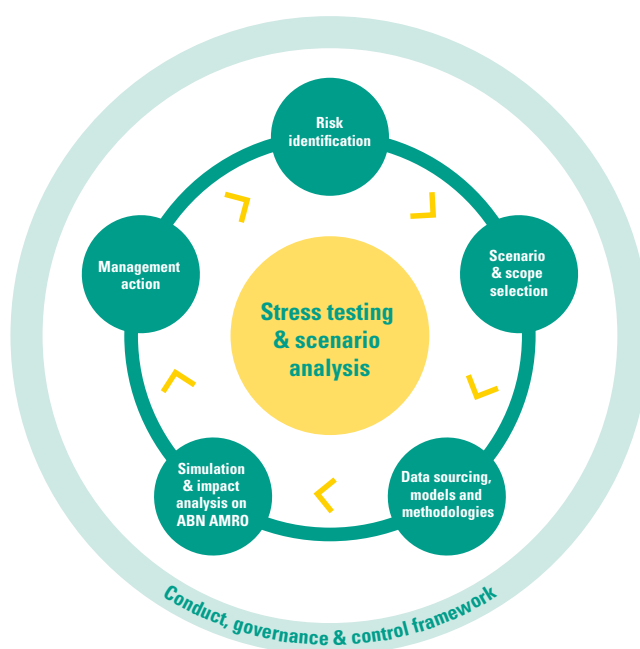 Risk
identification
Scenario
& scope
selection
Data sourcing,
models and
methodologies
Simulation
& impact
analysis on
ABN AMRO
Management
action
Stress testing
& scenario
analysis
Conduct, governance & control framework